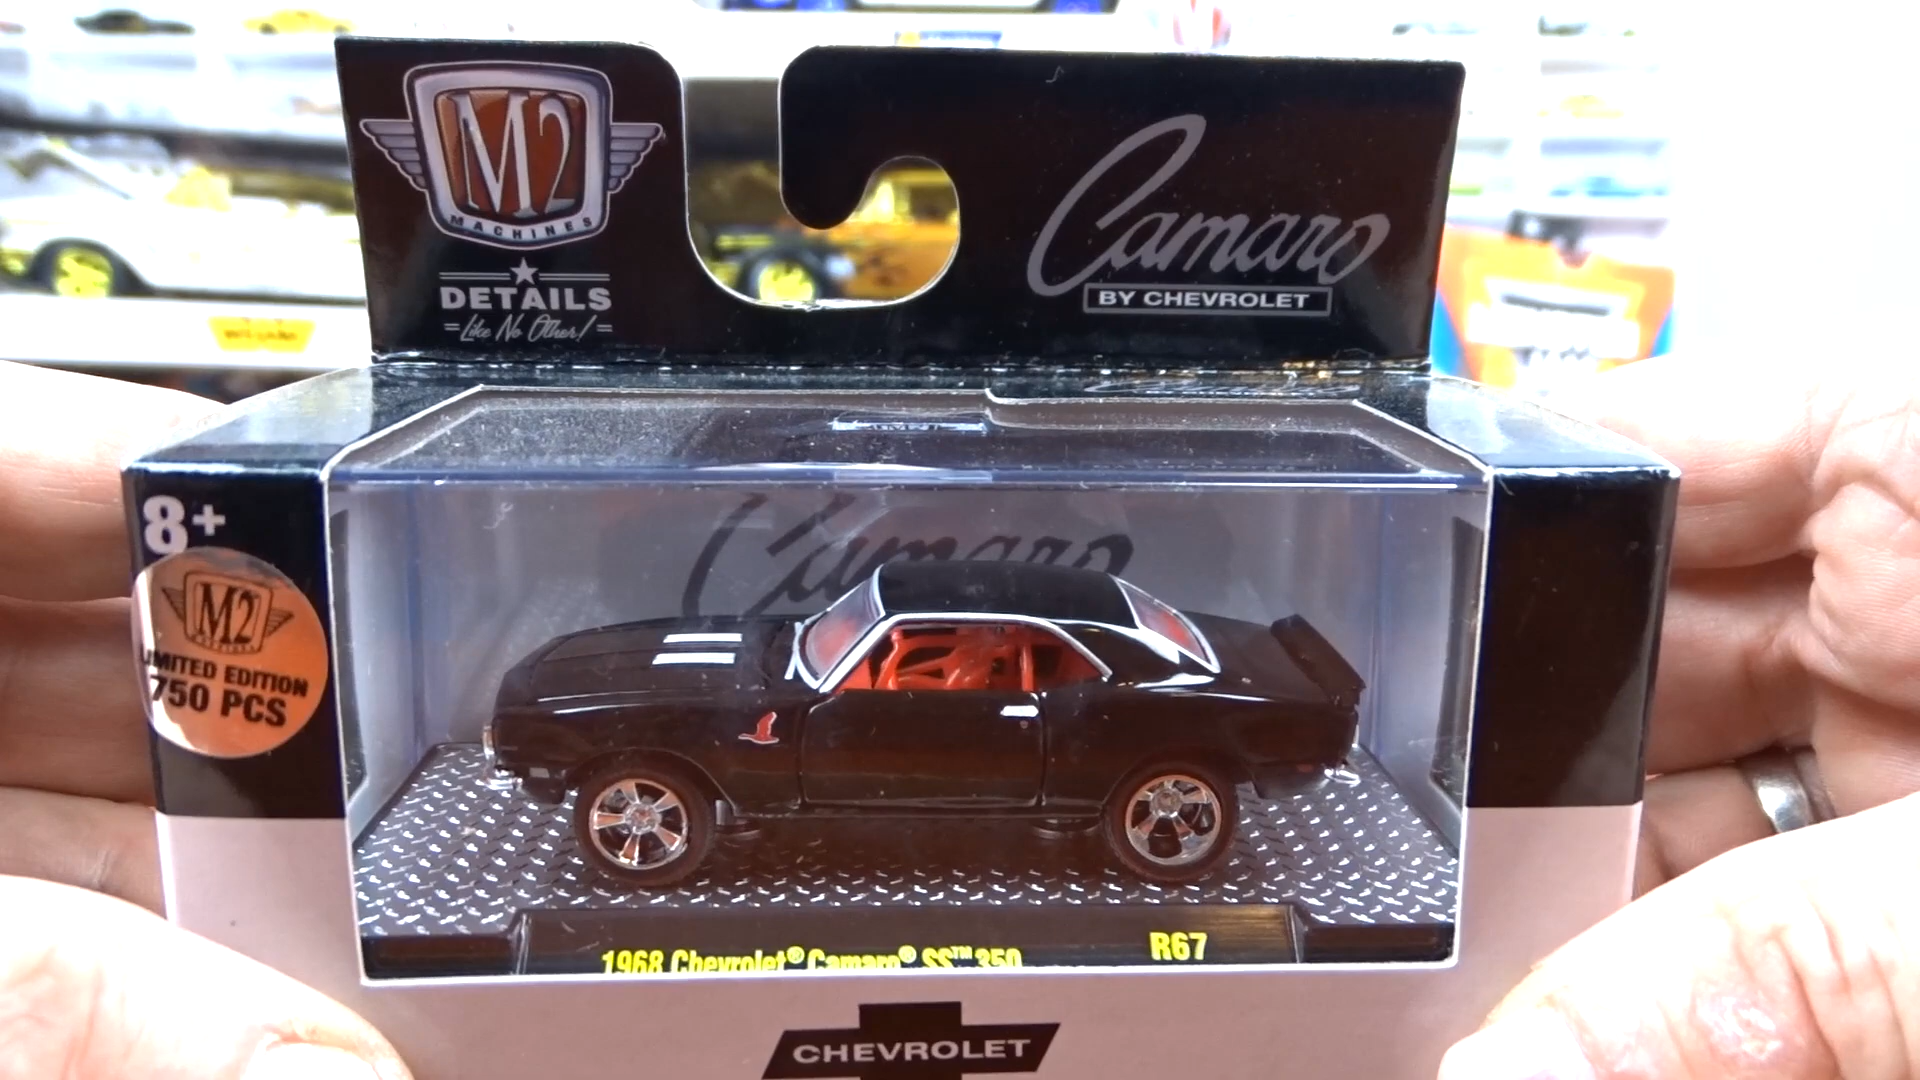 M2
MACHINES
DETAILS
Like No Other!
Camaro
BY CHEVROLET
8+
M2
LIMITED EDITION
750 PCS
Camaro
1968 Chevrolet® Camaro® SS™ 350
R67
CHEVROLET